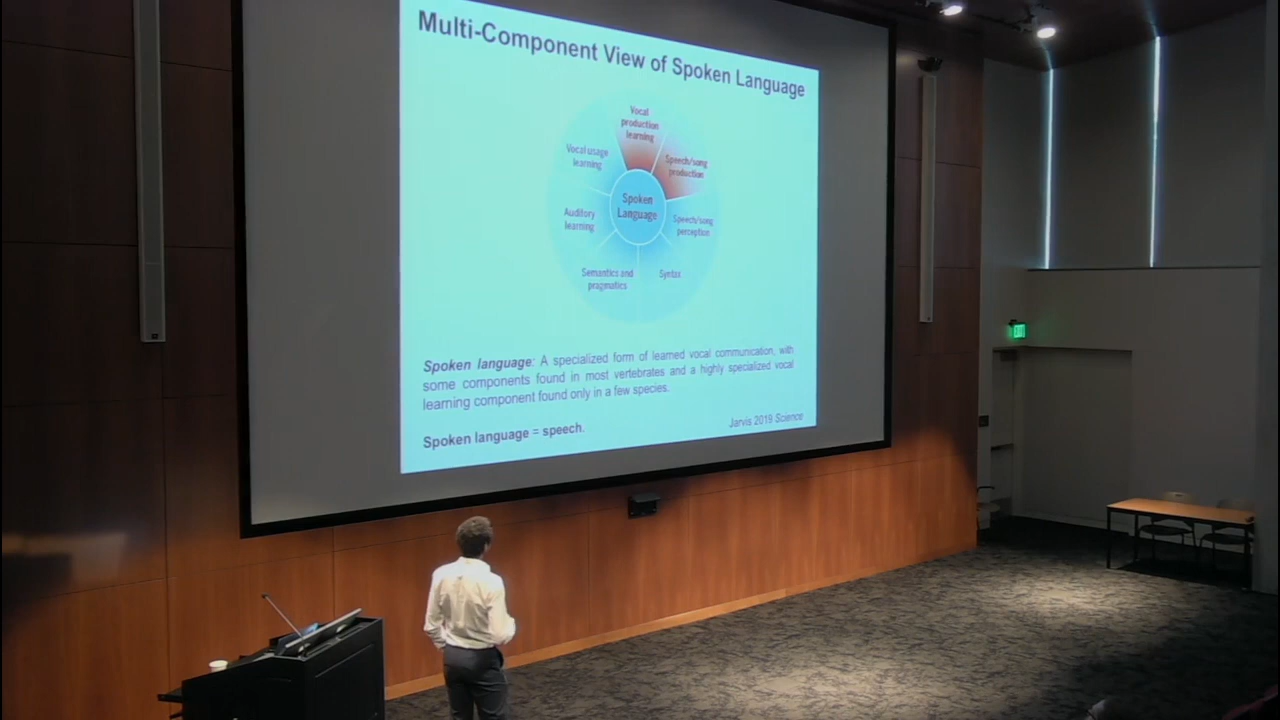 Multi-Component View of Spoken Language
Vocal
production
learning
Vocal usage
learning
Speech/song
production
Spoken
Language
Auditory
learning
Speech/song
perception
Semantics and
pragmatics
Syntax
Spoken language: A specialized form of learned vocal communication, with
some components found in most vertebrates and a highly specialized vocal
learning component found only in a few species.
Jarvis 2019 Science
Spoken language = speech.
EXIT